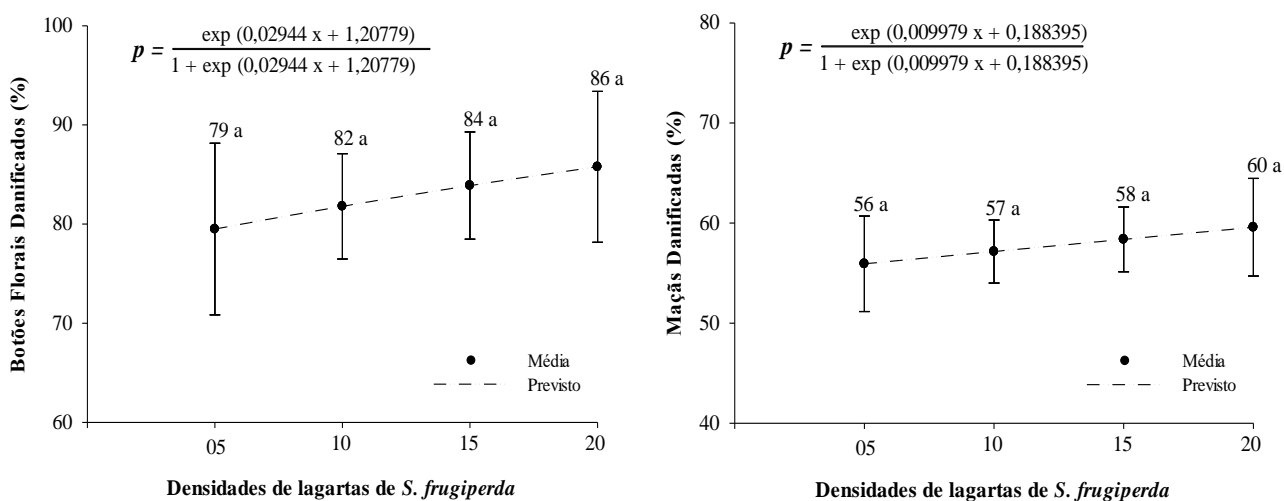 Botões Florais Danificados (%)
100
90
80
70
60
p = exp (0,02944 x + 1,20779)
1 + exp (0,02944 x + 1,20779)
79 a
82 a
84 a
86 a
Média
Previsto
05 10 15 20
Densidades de lagartas de S. frugiperda
Maçãs Danificadas (%)
80
70
60
50
40
p = exp (0,009979 x + 0,188395)
1 + exp (0,009979 x + 0,188395)
56 a
57 a
58 a
60 a
Média
Previsto
05 10 15 20
Densidades de lagartas de S. frugiperda